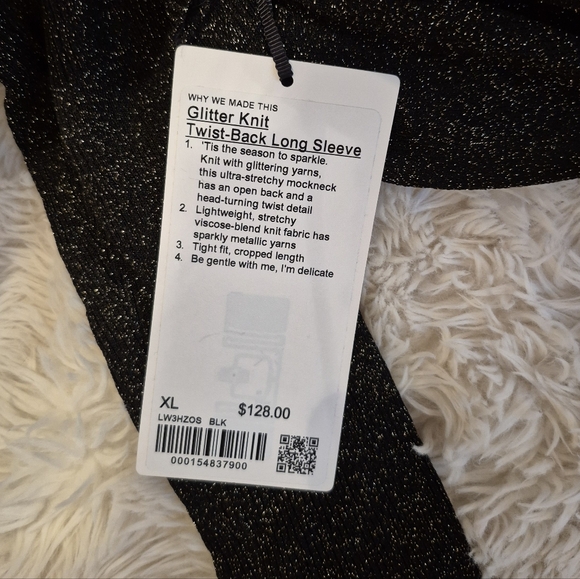 WHY WE MADE THIS
Glitter Knit
Twist-Back Long Sleeve
1. 'Tis the season to sparkle.
Knit with glittering yarns,
this ultra-stretchy mockneck
has an open back and a
head-turning twist detail
2. Lightweight, stretchy
viscose-blend knit fabric has
sparkly metallic yarns
3. Tight fit, cropped length
4. Be gentle with me, I'm delicate
XL $128.00
LW3HZOS BLK
000154837900